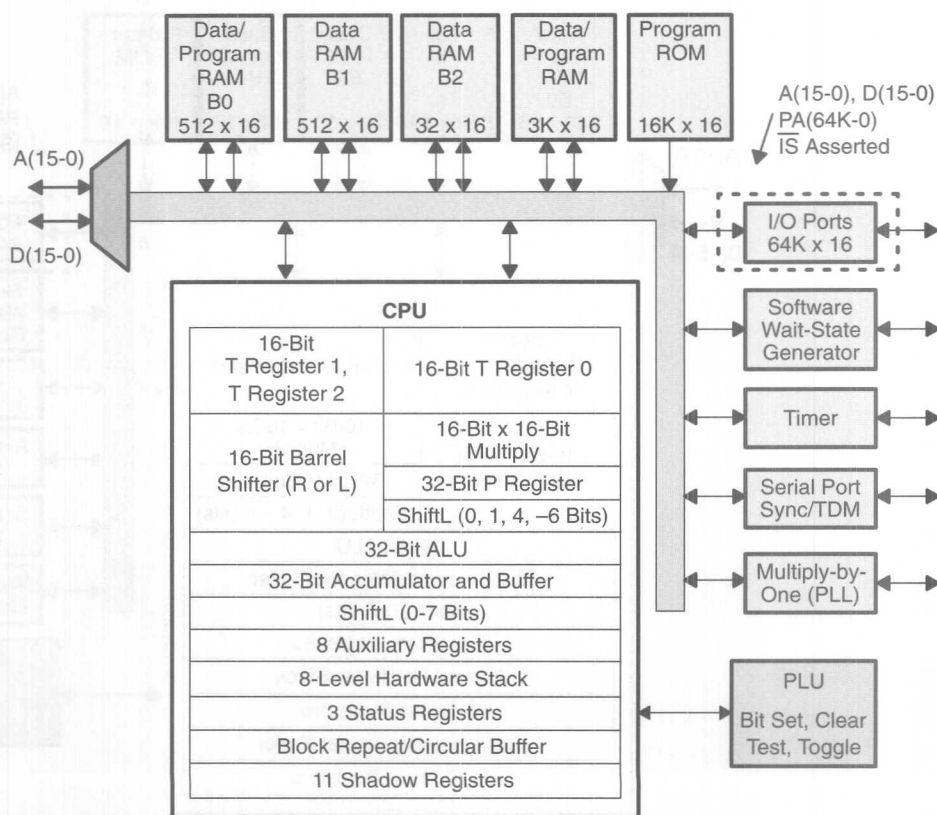 Data/
Program
RAM
B0
512 x 16
Data
RAM
B1
512 x 16
Data
RAM
B2
32 x 16
Data/
Program
RAM
3K x 16
Program
ROM
16K x 16
A(15-0), D(15-0)
PA(64K-0)
IS Asserted
A(15-0)
D(15-0)
I/O Ports
64K x 16
CPU
16-Bit
T Register 1,
T Register 2
16-Bit T Register 0
16-Bit Barrel
Shifter (R or L)
16-Bit x 16-Bit
Multiply
32-Bit P Register
ShiftL (0, 1, 4, –6 Bits)
32-Bit ALU
32-Bit Accumulator and Buffer
ShiftL (0-7 Bits)
8 Auxiliary Registers
8-Level Hardware Stack
3 Status Registers
Block Repeat/Circular Buffer
11 Shadow Registers
Software
Wait-State
Generator
Timer
Serial Port
Sync/TDM
Multiply-by-
One (PLL)
PLU
Bit Set, Clear
Test, Toggle